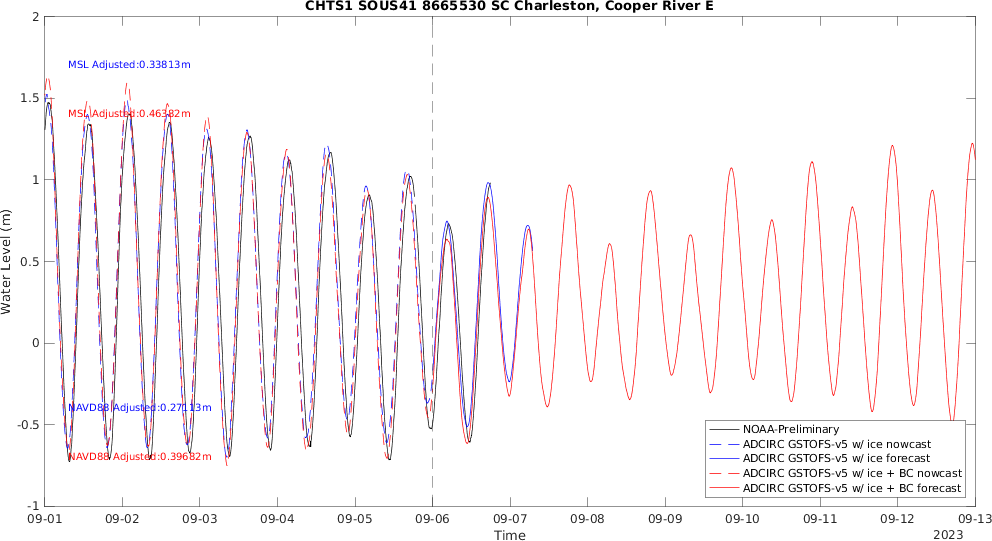 CHTS1 SOUS41 8665530 SC Charleston, Cooper River E
2
1.5
1
0.5
0
-0.5
-1
Water Level (m)
MSL Adjusted:0.33813m
MSL Adjusted:0.46382m
NAVD88 Adjusted:0.27113m
NAVD88 Adjusted:0.39682m
NOAA-Preliminary
ADCIRC GSTOFS-v5 w/ ice nowcast
ADCIRC GSTOFS-v5 w/ ice forecast
ADCIRC GSTOFS-v5 w/ ice + BC nowcast
ADCIRC GSTOFS-v5 w/ ice + BC forecast
09-01 09-02 09-03 09-04 09-05 09-06 09-07 09-08 09-09 09-10 09-11 09-12 09-13
Time
2023